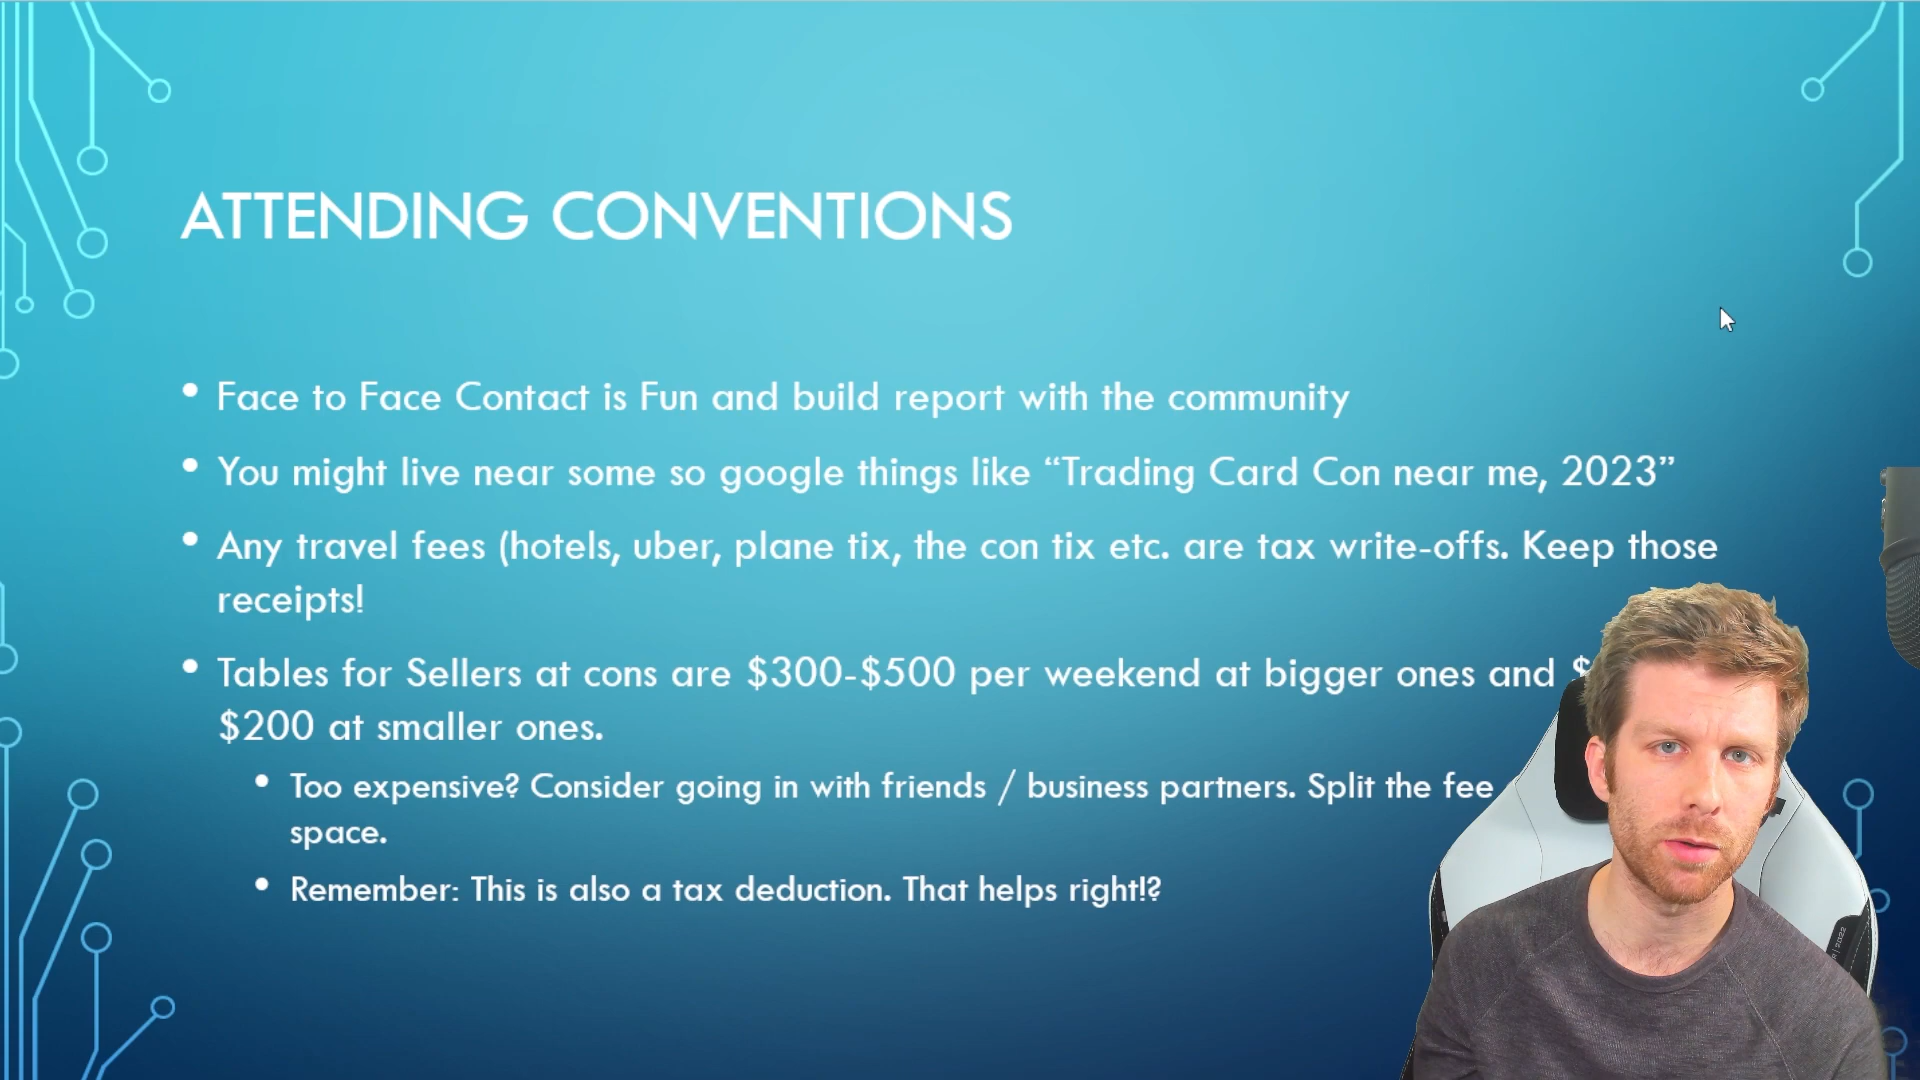 ATTENDING CONVENTIONS
• Face to Face Contact is Fun and build report with the community
• You might live near some so google things like “Trading Card Con near me, 2023”
• Any travel fees (hotels, uber, plane tix, the con tix etc. are tax write-offs. Keep those
receipts!
• Tables for Sellers at cons are $300-$500 per weekend at bigger ones and $
$200 at smaller ones.
• Too expensive? Consider going in with friends / business partners. Split the fee
space.
• Remember: This is also a tax deduction. That helps right!?
R | 2022